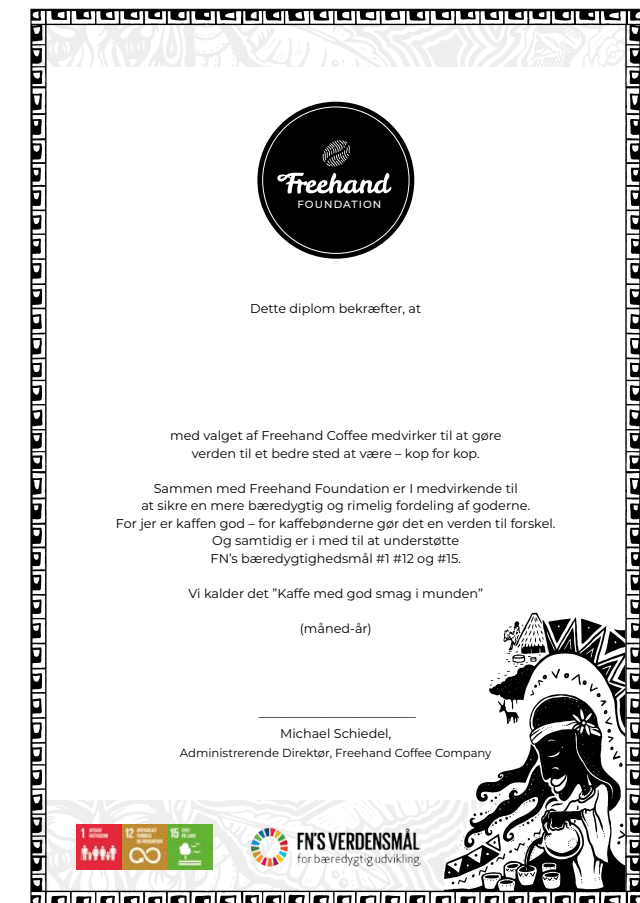 Freehand
FOUNDATION
Dette diplom bekræfter, at
med valget af Freehand Coffee medvirker til at gøre
verden til et bedre sted at være – kop for kop.
Sammen med Freehand Foundation er I medvirkende til
at sikre en mere bæredygtig og rimelig fordeling af goderne.
For jer er kaffen god – for kaffebønderne gør det en verden til forskel.
Og samtidig er i med til at understøtte
FN's bæredygtighedsmål #1 #12 og #15.
Vi kalder det ”Kaffe med god smag i munden”
(måned-år)
Michael Schiedel,
Administrerende Direktør, Freehand Coffee Company
1
12
15
FN'S VERDENSMÅL
for bæredygtig udvikling